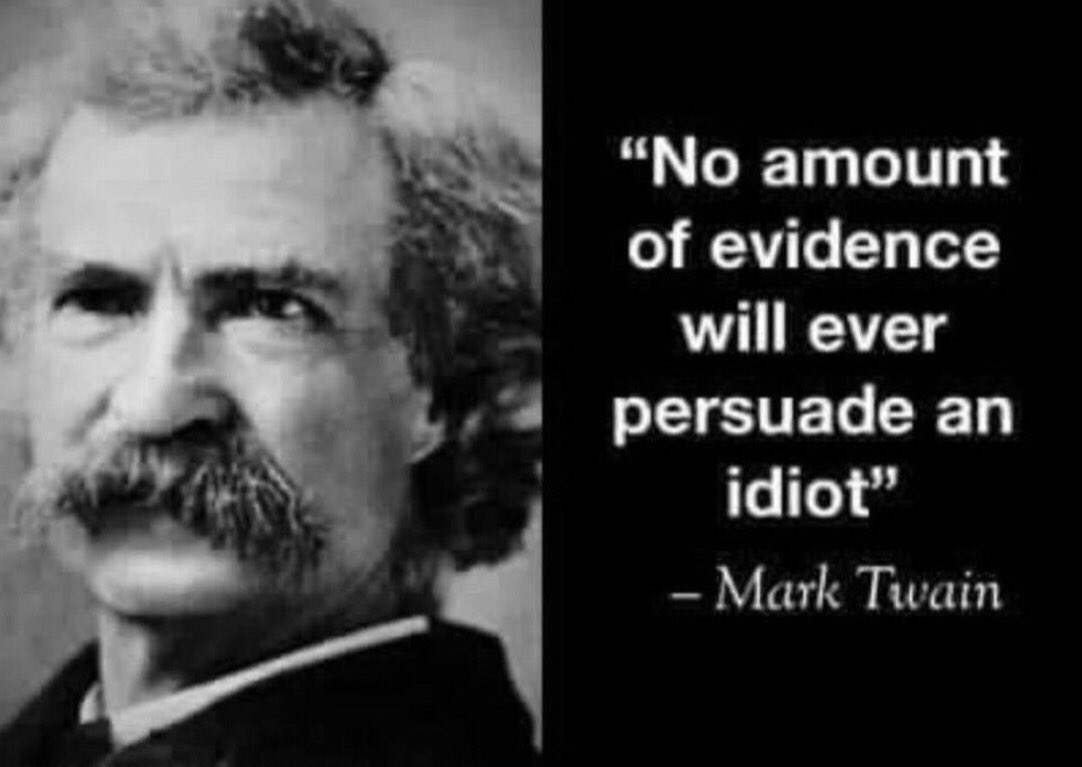 “No amount
of evidence
will ever
persuade an
idiot”
– Mark Twain